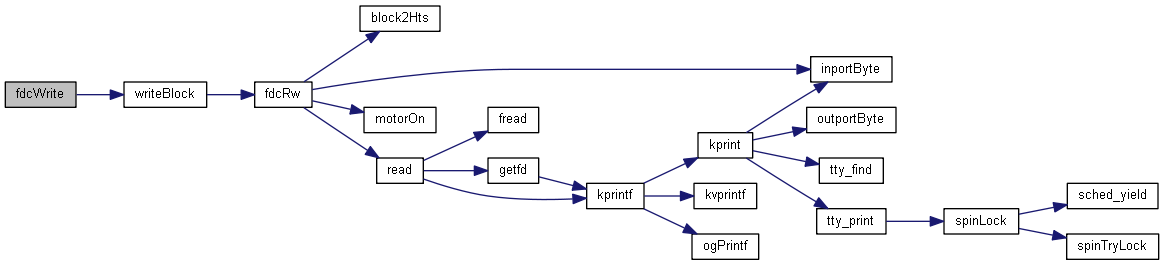 fdcWrite
writeBlock
fdcRw
block2Hts
inportByte
motorOn
read
fread
getfd
kprintf
kprint
kvprintf
ogPrintf
outportByte
tty_find
tty_print
spinLock
sched_yield
spinTryLock